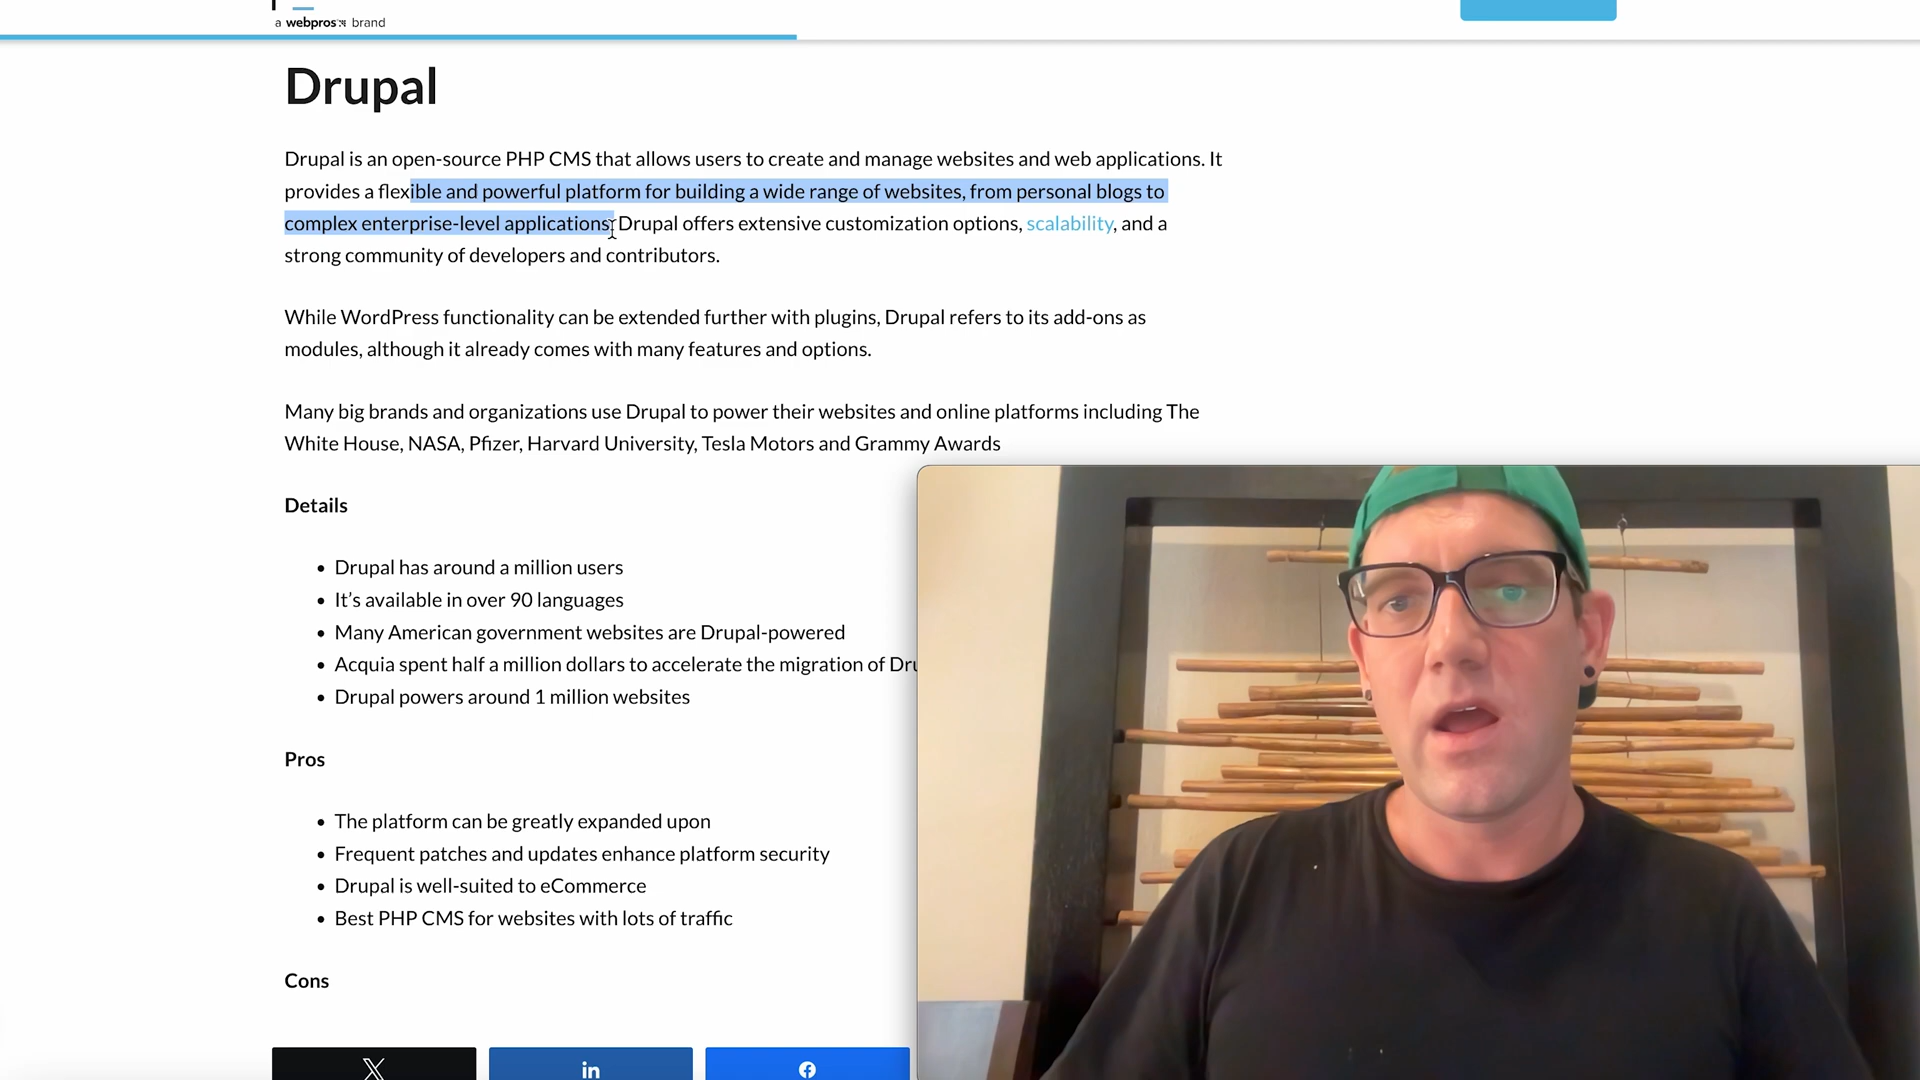 a webpros brand
Drupal
Drupal is an open-source PHP CMS that allows users to create and manage websites and web applications. It
provides a flexible and powerful platform for building a wide range of websites, from personal blogs to
complex enterprise-level applications. Drupal offers extensive customization options, scalability, and a
strong community of developers and contributors.
While WordPress functionality can be extended further with plugins, Drupal refers to its add-ons as
modules, although it already comes with many features and options.
Many big brands and organizations use Drupal to power their websites and online platforms including The
White House, NASA, Pfizer, Harvard University, Tesla Motors and Grammy Awards
Details
• Drupal has around a million users
• It’s available in over 90 languages
• Many American government websites are Drupal-powered
• Acquia spent half a million dollars to accelerate the migration of Dru
• Drupal powers around 1 million websites
Pros
• The platform can be greatly expanded upon
• Frequent patches and updates enhance platform security
• Drupal is well-suited to eCommerce
• Best PHP CMS for websites with lots of traffic
Cons